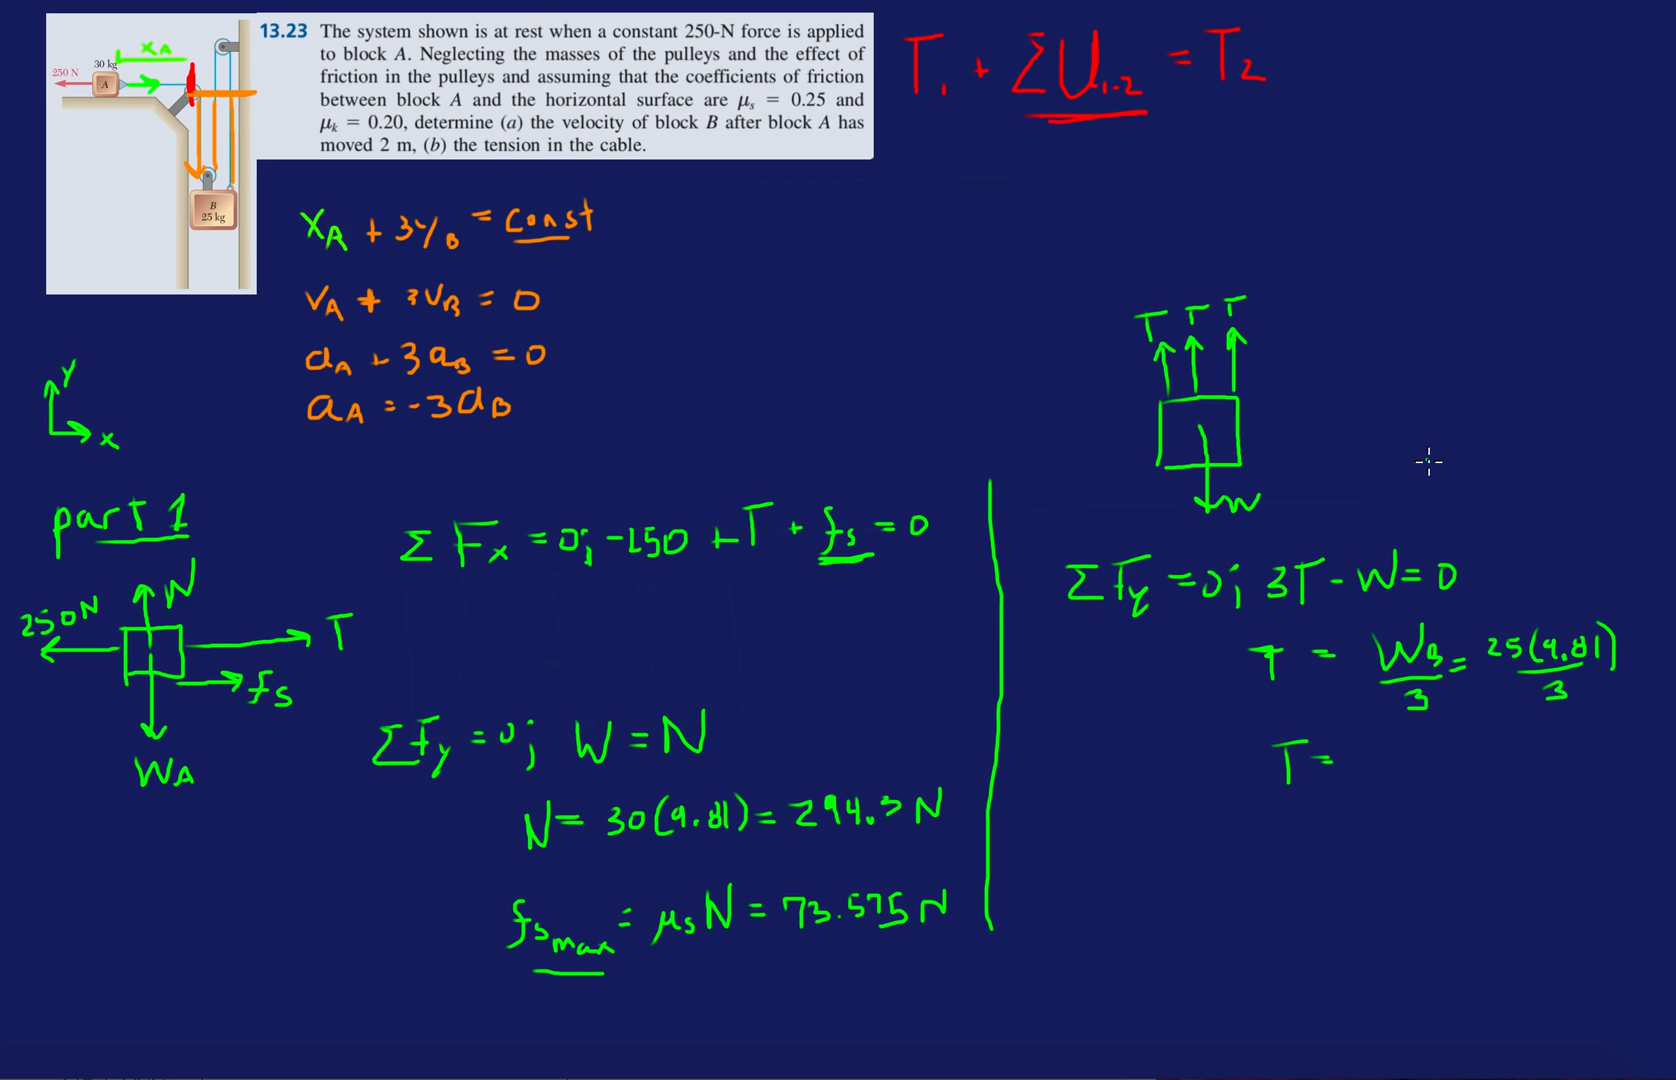 13.23 The system shown is at rest when a constant 250-N force is applied
to block A. Neglecting the masses of the pulleys and the effect of
friction in the pulleys and assuming that the coefficients of friction
between block A and the horizontal surface are μs = 0.25 and
μk = 0.20, determine (a) the velocity of block B after block A has
moved 2 m, (b) the tension in the cable.
XA
30 kg
250 N
A
B
25 kg
T1 + ΣU1-2 = T2
XA + 3YB = Const
VA + 3VB = 0
aA + 3aB = 0
aA = -3aB
Y
X
part 1
250N
N
T
fs
WA
ΣFx = 0; -250 + T + fs = 0
ΣFy = 0; W = N
N = 30(9.81) = 294.3 N
fsmax = μsN = 73.575 N
T T T
W
ΣFy = 0; 3T - W = 0
T = WB/3 = 25(9.81)/3
T =